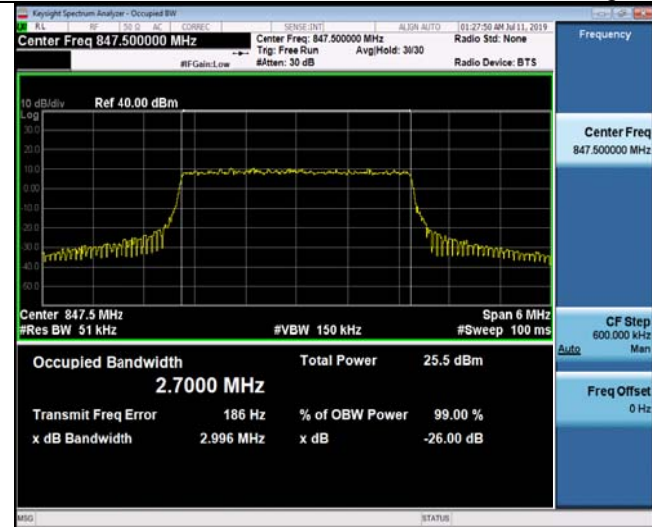 Keysight Spectrum Analyzer - Occupied BW
RL RF 50 Ω AC CORREC SENSE:INT ALIGN AUTO 01:27:50 AM Jul 11, 2019
Center Freq 847.500000 MHz
Center Freq: 847.500000 MHz
Radio Std: None
Trig: Free Run Avg|Hold: 30/30
#IFGain:Low #Atten: 30 dB Radio Device: BTS
10 dB/div Ref 40.00 dBm
Log
30.0
20.0
10.0
0.00
-10.0
-20.0
-30.0
-40.0
-50.0
Center 847.5 MHz Span 6 MHz
#Res BW 51 kHz #VBW 150 kHz #Sweep 100 ms
Occupied Bandwidth Total Power 25.5 dBm
2.7000 MHz
Transmit Freq Error 186 Hz % of OBW Power 99.00 %
x dB Bandwidth 2.996 MHz x dB -26.00 dB
MSG STATUS
Frequency
Center Freq
847.500000 MHz
CF Step
600.000 kHz
Auto Man
Freq Offset
0 Hz